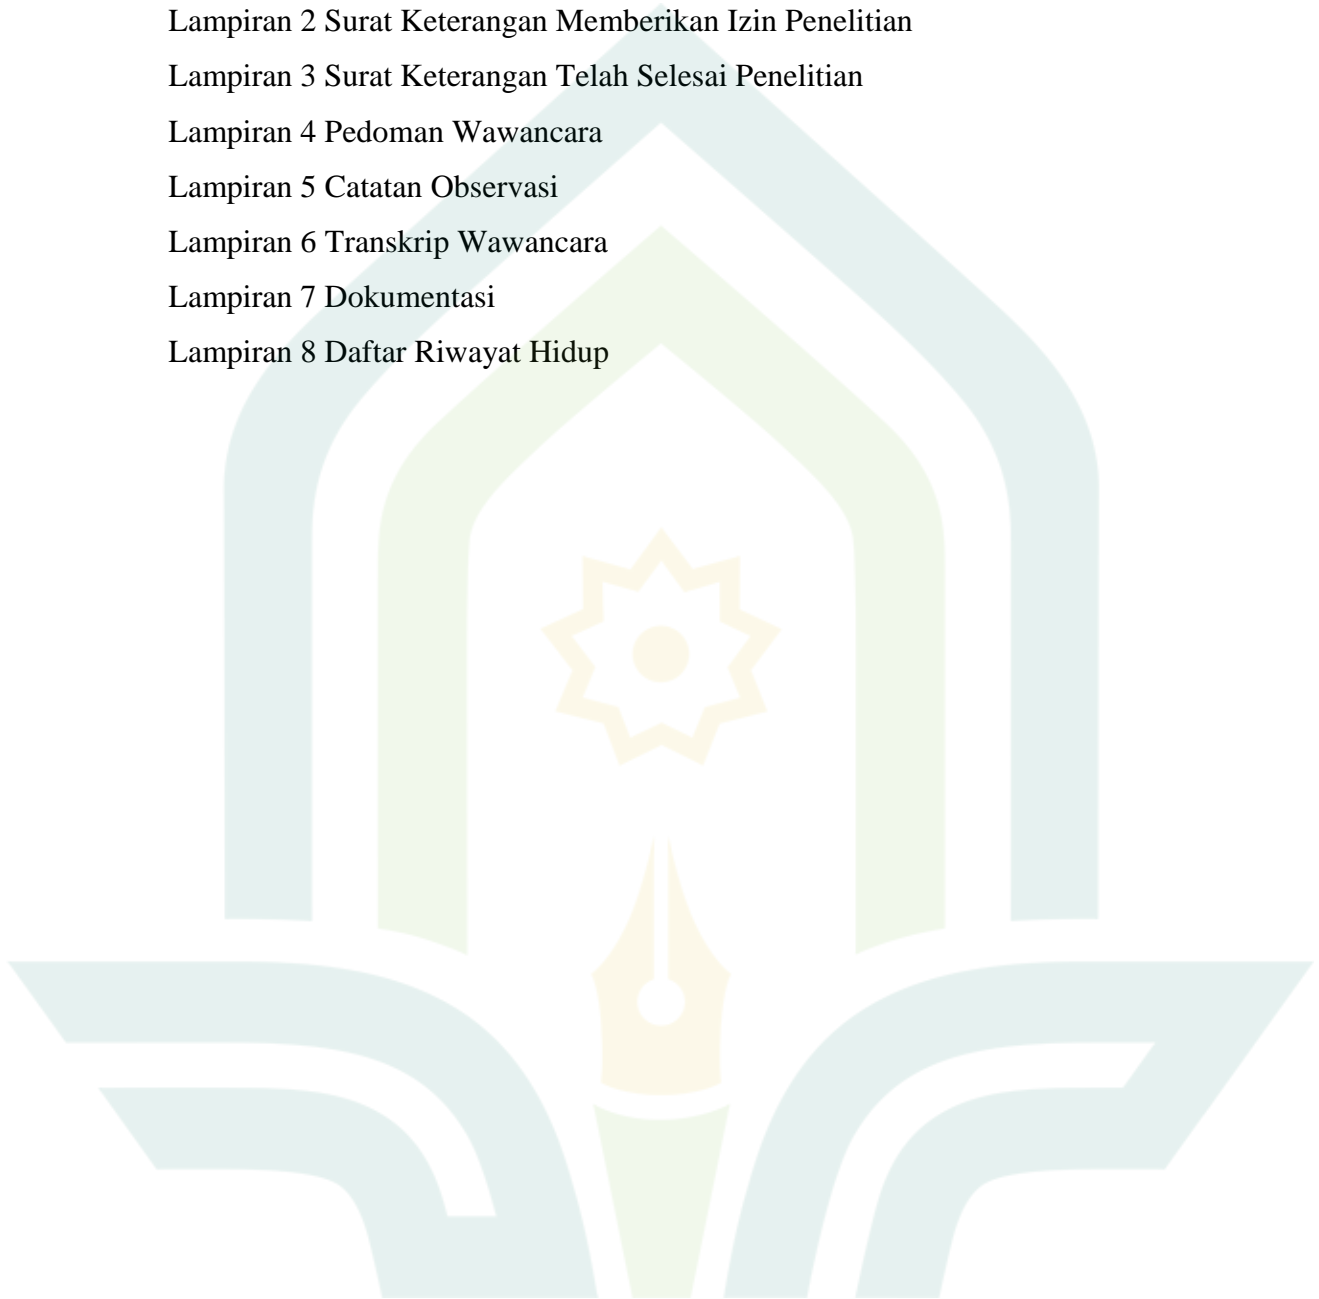 Lampiran 2 Surat Keterangan Memberikan Izin Penelitian
Lampiran 3 Surat Keterangan Telah Selesai Penelitian
Lampiran 4 Pedoman Wawancara
Lampiran 5 Catatan Observasi
Lampiran 6 Transkrip Wawancara
Lampiran 7 Dokumentasi
Lampiran 8 Daftar Riwayat Hidup